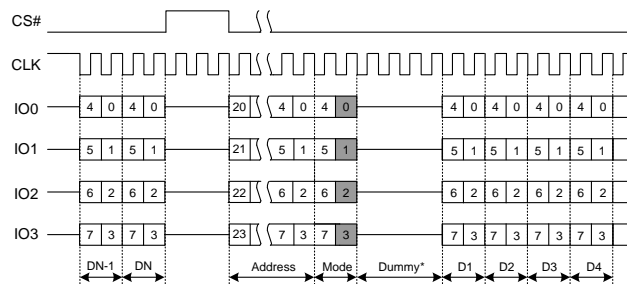 CS#
CLK
IO0 4 0 4 0 20 4 0 4 0 4 0 4 0 4 0 4 0
IO1 5 1 5 1 21 5 1 5 1 5 1 5 1 5 1 5 1
IO2 6 2 6 2 22 6 2 6 2 6 2 6 2 6 2 6 2
IO3 7 3 7 3 23 7 3 7 3 7 3 7 3 7 3 7 3
DN-1 DN Address Mode Dummy* D1 D2 D3 D4